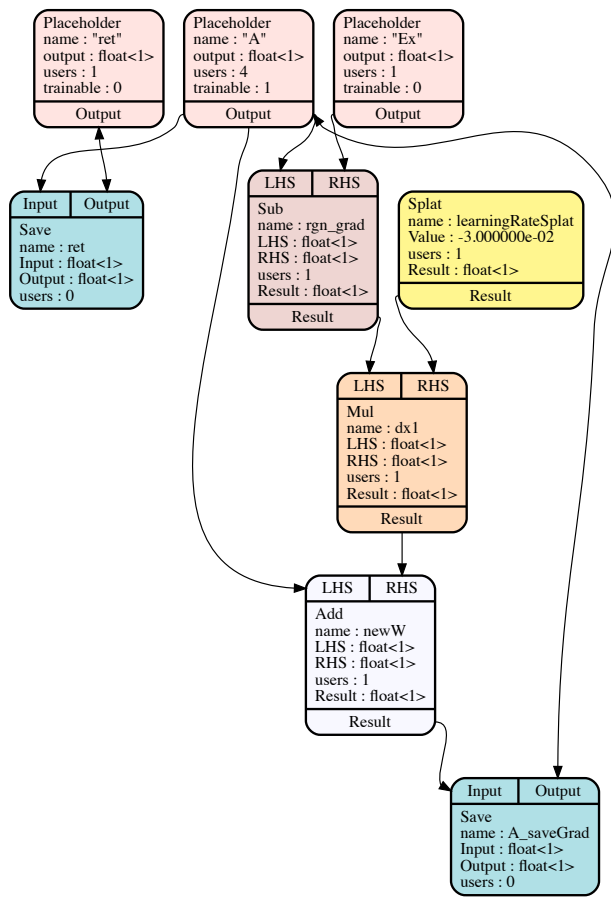 Placeholder
name : "ret"
output : float<1>
users : 1
trainable : 0
Output
Placeholder
name : "A"
output : float<1>
users : 4
trainable : 1
Output
Placeholder
name : "Ex"
output : float<1>
users : 1
trainable : 0
Output
Input Output
Save
name : ret
Input : float<1>
Output : float<1>
users : 0
LHS RHS
Sub
name : rgn_grad
LHS : float<1>
RHS : float<1>
users : 1
Result : float<1>
Result
Splat
name : learningRateSplat
Value : -3.000000e-02
users : 1
Result : float<1>
Result
LHS RHS
Mul
name : dx1
LHS : float<1>
RHS : float<1>
users : 1
Result : float<1>
Result
LHS RHS
Add
name : newW
LHS : float<1>
RHS : float<1>
users : 1
Result : float<1>
Result
Input Output
Save
name : A_saveGrad
Input : float<1>
Output : float<1>
users : 0